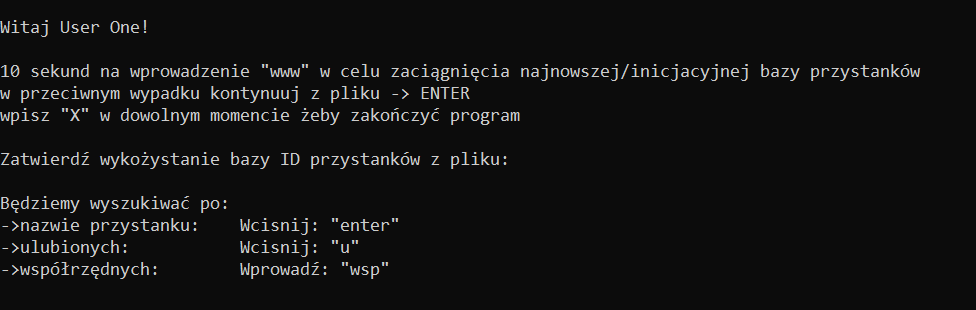 Witaj User One!
10 sekund na wprowadzenie "www" w celu zaciągnięcia najnowszej/inicjacyjnej bazy przystanków
w przeciwnym wypadku kontynuuj z pliku -> ENTER
wpisz "X" w dowolnym momencie żeby zakończyć program
Zatwierdź wykożystanie bazy ID przystanków z pliku:
Będziemy wyszukiwać po:
->nazwie przystanku:    Wcisnij: "enter"
->ulubionych:           Wcisnij: "u"
->współrzędnych:        Wprowadź: "wsp"